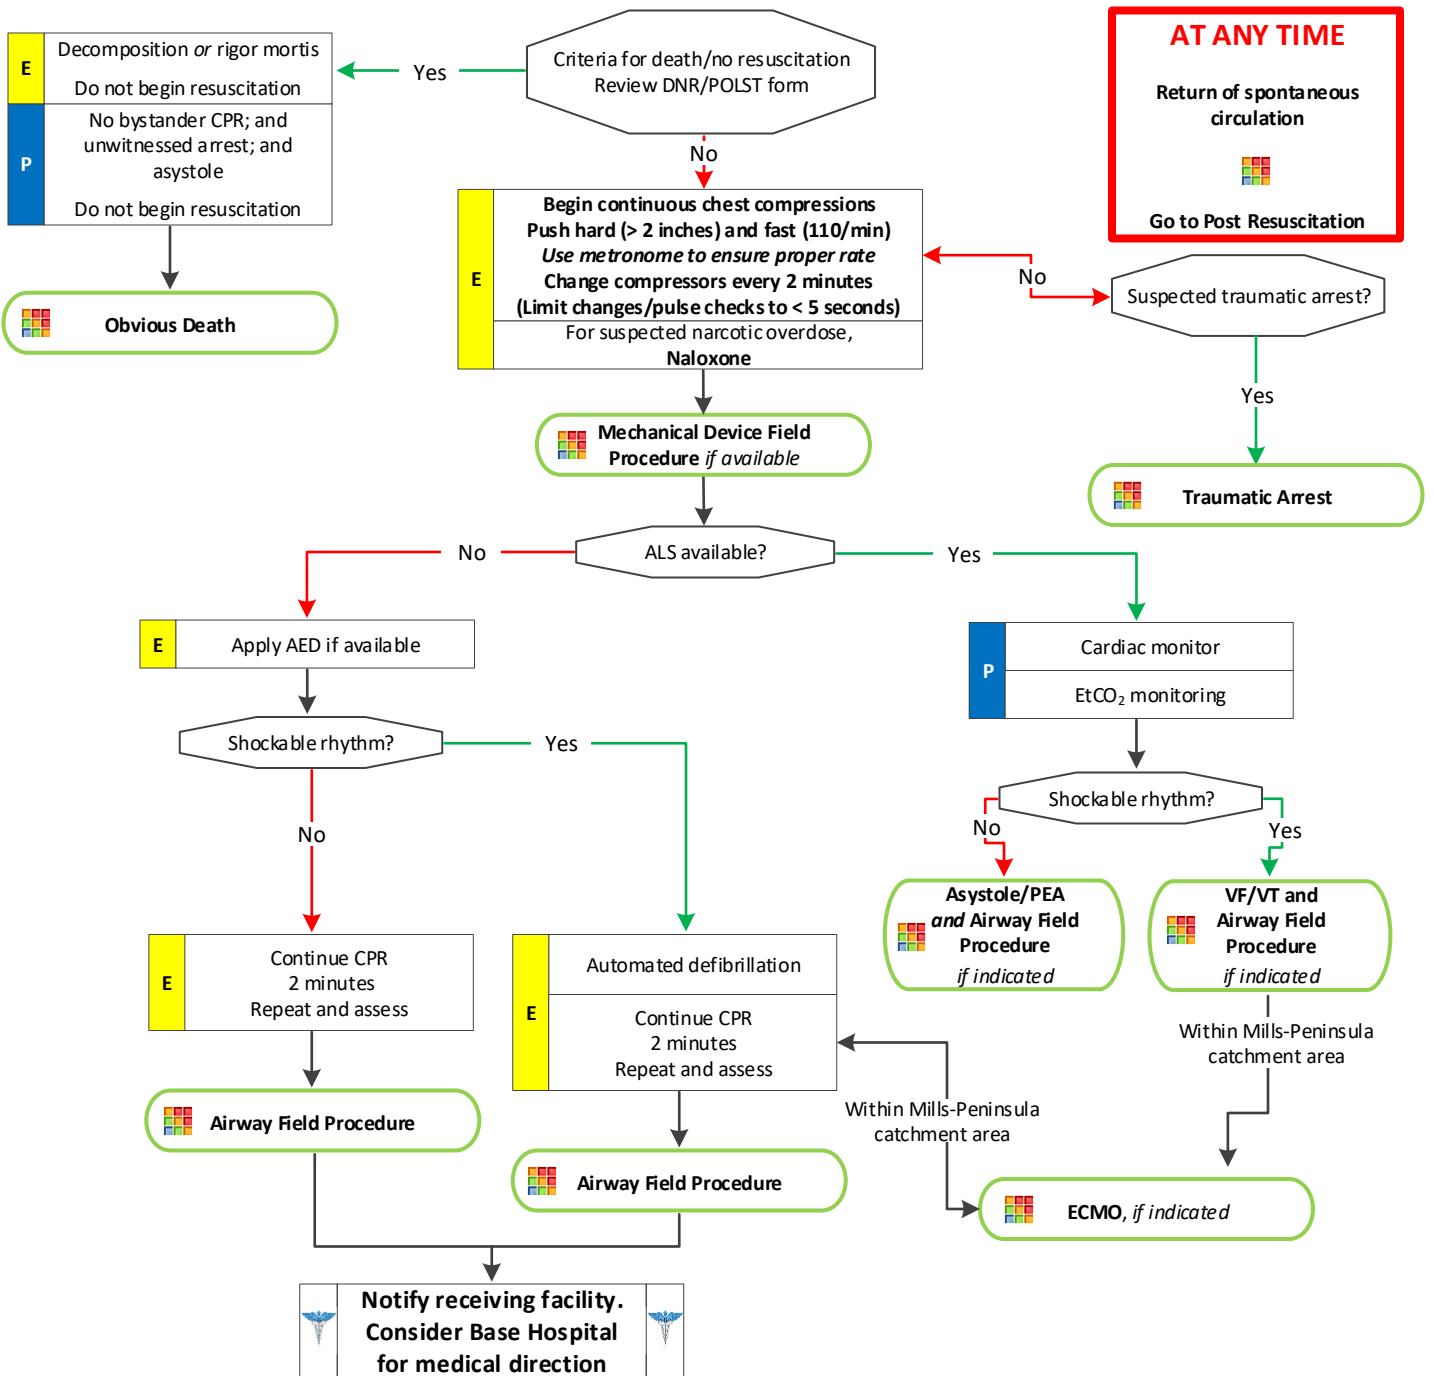 Criteria for death/no resuscitation
Review DNR/POLST form
Yes
E
Decomposition or rigor mortis
Do not begin resuscitation
P
No bystander CPR; and
unwitnessed arrest; and
asystole
Do not begin resuscitation
Obvious Death
AT ANY TIME
Return of spontaneous
circulation
Go to Post Resuscitation
No
E
Begin continuous chest compressions
Push hard (> 2 inches) and fast (110/min)
Use metronome to ensure proper rate
Change compressors every 2 minutes
(Limit changes/pulse checks to < 5 seconds)
For suspected narcotic overdose,
Naloxone
No
Suspected traumatic arrest?
Yes
Traumatic Arrest
Mechanical Device Field
Procedure if available
ALS available?
No
Yes
E
Apply AED if available
Shockable rhythm?
Yes
No
E
Continue CPR
2 minutes
Repeat and assess
Airway Field Procedure
E
Automated defibrillation
Continue CPR
2 minutes
Repeat and assess
Airway Field Procedure
P
Cardiac monitor
EtCO2 monitoring
Shockable rhythm?
No
Yes
Asystole/PEA
and Airway Field
Procedure
if indicated
VF/VT and
Airway Field
Procedure
if indicated
Within Mills-Peninsula
catchment area
Within Mills-Peninsula
catchment area
ECMO, if indicated
Notify receiving facility.
Consider Base Hospital
for medical direction